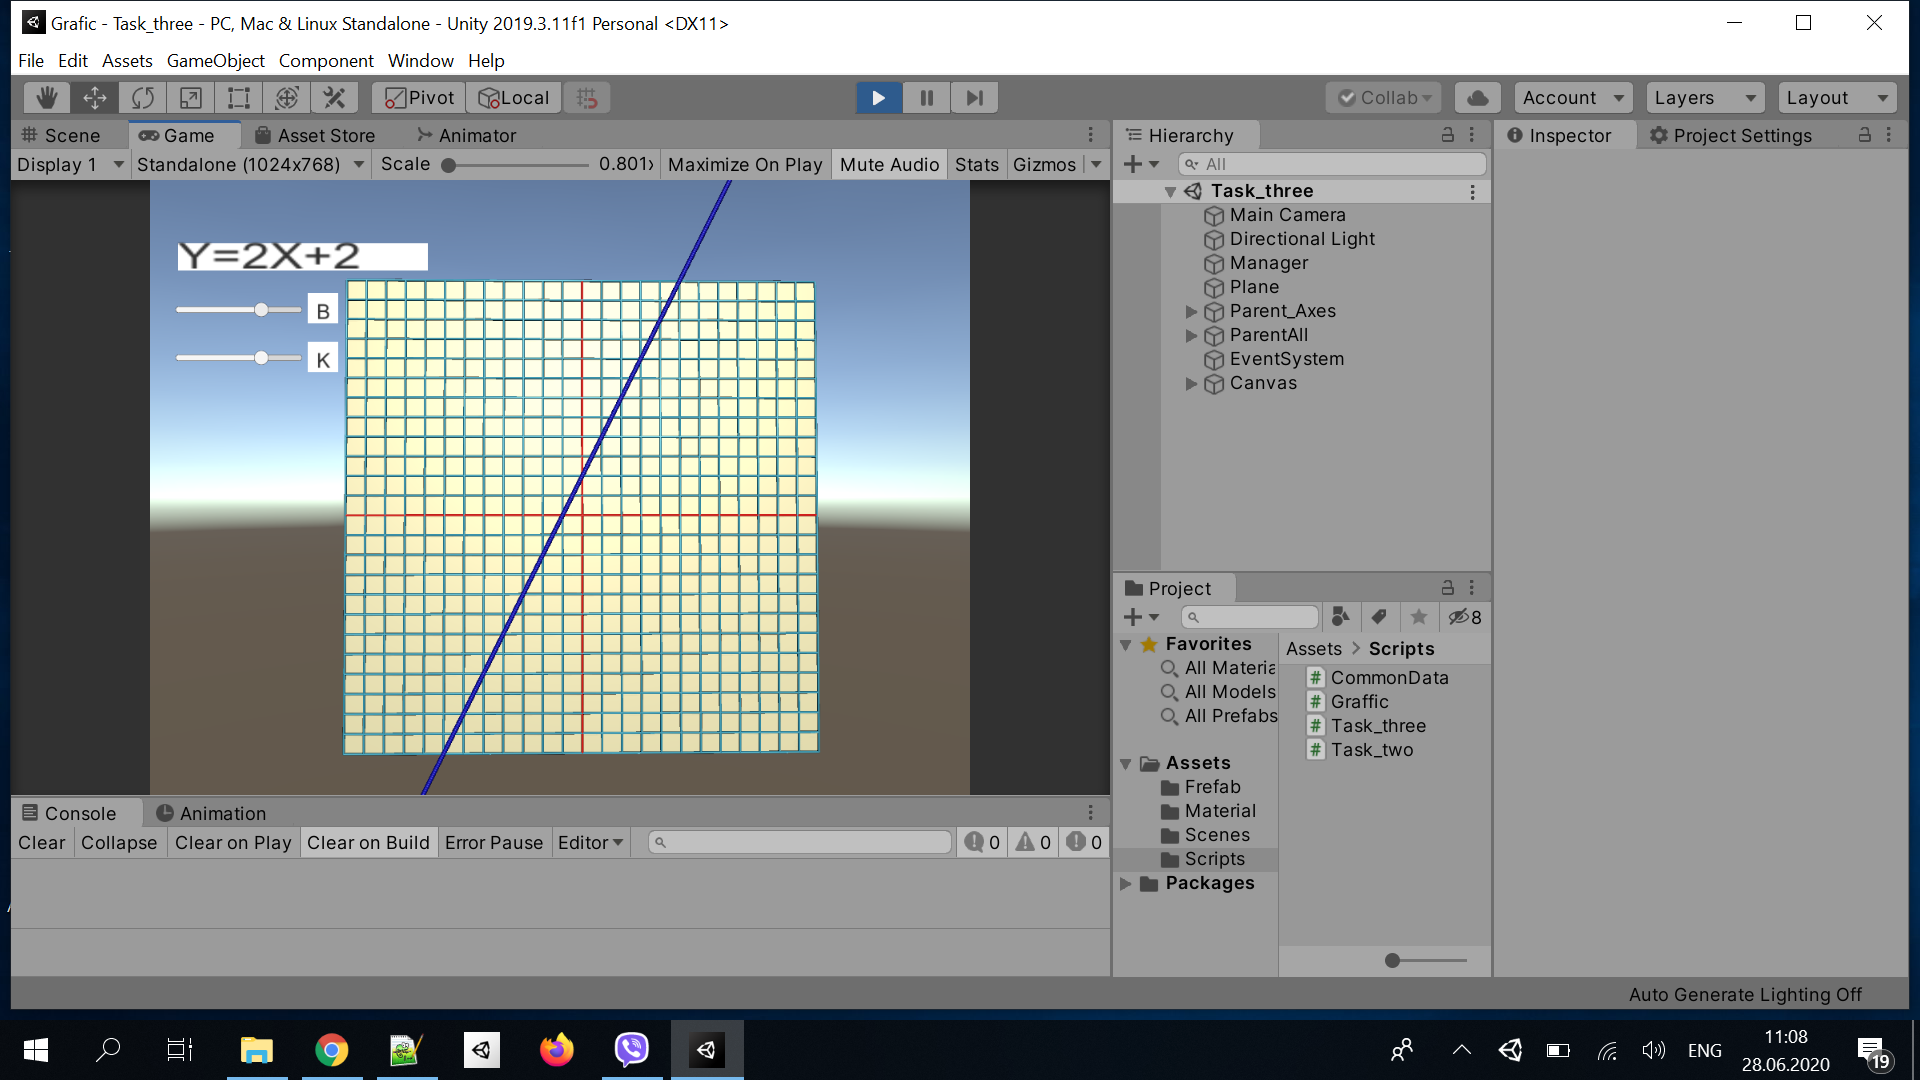 Grafic - Task_three - PC, Mac & Linux Standalone - Unity 2019.3.11f1 Personal <DX11>
File Edit Assets GameObject Component Window Help
Pivot Local Collab Account Layers Layout
Scene Game Asset Store Animator
Display 1 Standalone (1024x768) Scale 0.801x Maximize On Play Mute Audio Stats Gizmos
Y=2X+2
B
K
Hierarchy
All
Task_three
Main Camera
Directional Light
Manager
Plane
Parent_Axes
ParentAll
EventSystem
Canvas
Inspector Project Settings
Project
8
Favorites
All Materia
All Models
All Prefabs
Assets
Frefab
Material
Scenes
Scripts
Packages
Assets > Scripts
CommonData
Graffic
Task_three
Task_two
Console Animation
Clear Collapse Clear on Play Clear on Build Error Pause Editor 0 0 0
Auto Generate Lighting Off
ENG
11:08
28.06.2020
19